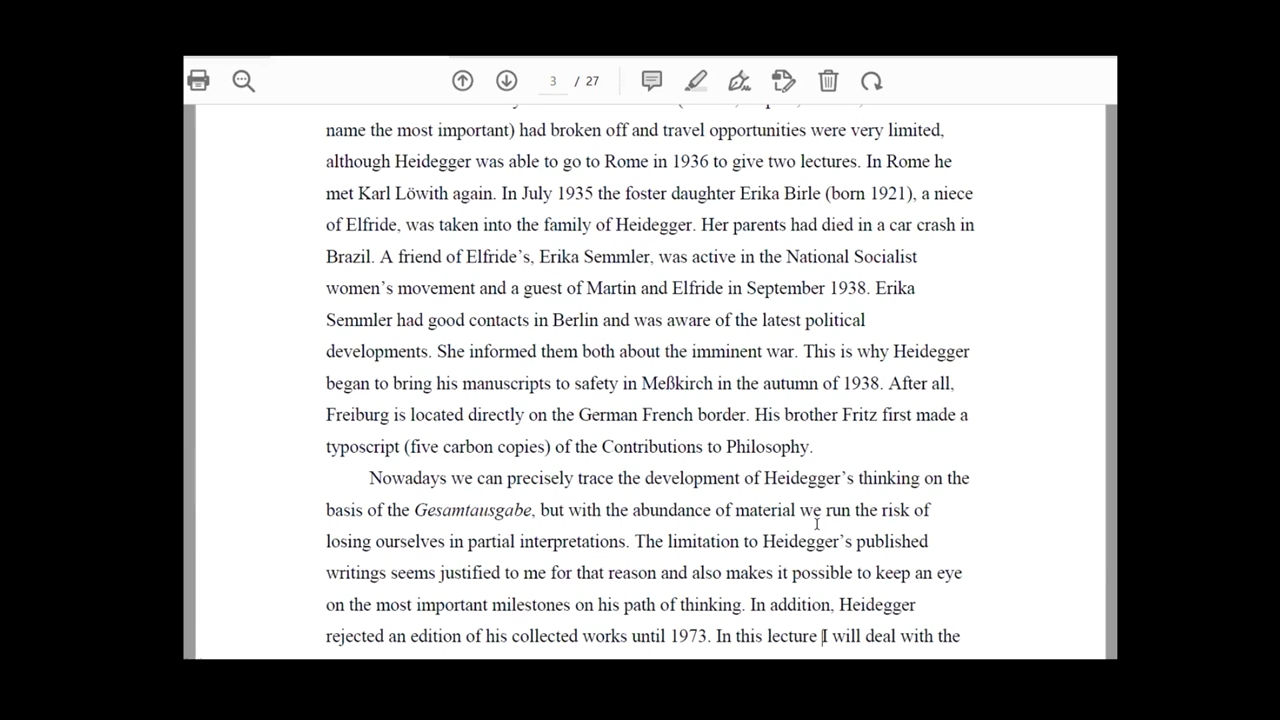 3 / 27
name the most important) had broken off and travel opportunities were very limited,
although Heidegger was able to go to Rome in 1936 to give two lectures. In Rome he
met Karl Löwith again. In July 1935 the foster daughter Erika Birle (born 1921), a niece
of Elfride, was taken into the family of Heidegger. Her parents had died in a car crash in
Brazil. A friend of Elfride’s, Erika Semmler, was active in the National Socialist
women’s movement and a guest of Martin and Elfride in September 1938. Erika
Semmler had good contacts in Berlin and was aware of the latest political
developments. She informed them both about the imminent war. This is why Heidegger
began to bring his manuscripts to safety in Meßkirch in the autumn of 1938. After all,
Freiburg is located directly on the German French border. His brother Fritz first made a
typoscript (five carbon copies) of the Contributions to Philosophy.
Nowadays we can precisely trace the development of Heidegger’s thinking on the
basis of the Gesamtausgabe, but with the abundance of material we run the risk of
losing ourselves in partial interpretations. The limitation to Heidegger’s published
writings seems justified to me for that reason and also makes it possible to keep an eye
on the most important milestones on his path of thinking. In addition, Heidegger
rejected an edition of his collected works until 1973. In this lecture I will deal with the